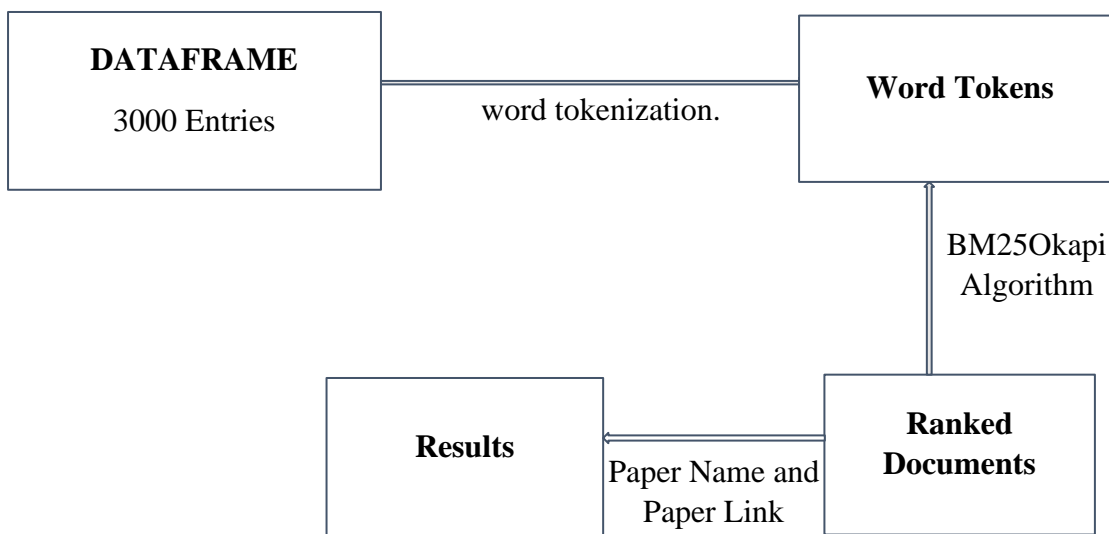 DATAFRAME
3000 Entries
word tokenization.
Word Tokens
BM25Okapi
Algorithm
Ranked
Documents
Paper Name and
Paper Link
Results